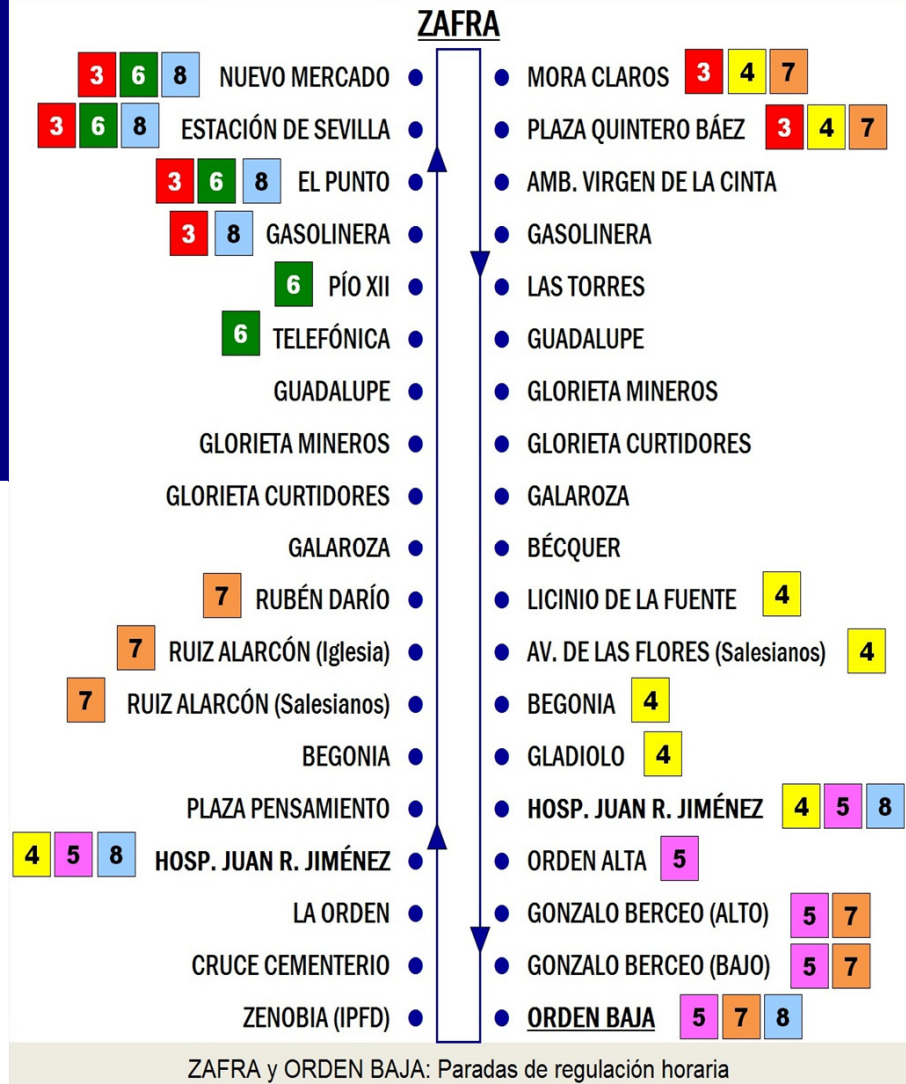 ZAFRA
3 6 8 NUEVO MERCADO
MORA CLAROS 3 4 7
3 6 8 ESTACIÓN DE SEVILLA
PLAZA QUINTERO BÁEZ 3 4 7
3 6 8 EL PUNTO
AMB. VIRGEN DE LA CINTA
3 8 GASOLINERA
GASOLINERA
6 PÍO XII
LAS TORRES
6 TELEFÓNICA
GUADALUPE
GUADALUPE
GLORIETA MINEROS
GLORIETA MINEROS
GLORIETA CURTIDORES
GLORIETA CURTIDORES
GALAROZA
GALAROZA
BÉCQUER
7 RUBÉN DARÍO
LICINIO DE LA FUENTE 4
7 RUIZ ALARCÓN (Iglesia)
AV. DE LAS FLORES (Salesianos) 4
7 RUIZ ALARCÓN (Salesianos)
BEGONIA 4
BEGONIA
GLADIOLO 4
PLAZA PENSAMIENTO
HOSP. JUAN R. JIMÉNEZ 4 5 8
4 5 8 HOSP. JUAN R. JIMÉNEZ
ORDEN ALTA 5
LA ORDEN
GONZALO BERCEO (ALTO) 5 7
CRUCE CEMENTERIO
GONZALO BERCEO (BAJO) 5 7
ZENOBIA (IPFD)
ORDEN BAJA 5 7 8
ZAFRA y ORDEN BAJA: Paradas de regulación horaria